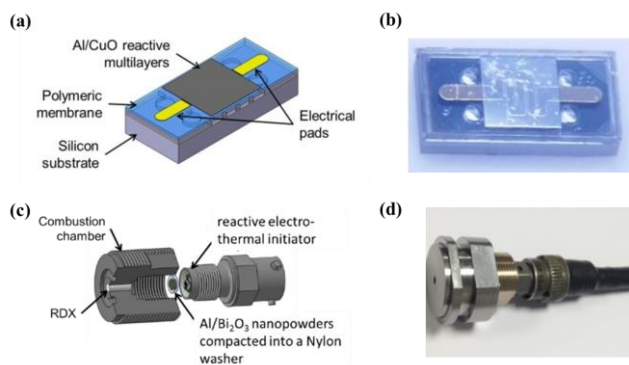 (a)
Al/CuO reactive
multilayers
Polymeric
membrane
Silicon
substrate
Electrical
pads
(b)
(c)
Combustion
chamber
RDX
reactive electro-
thermal initiator
Al/Bi₂O₃ nanopowders
compacted into a Nylon
washer
(d)